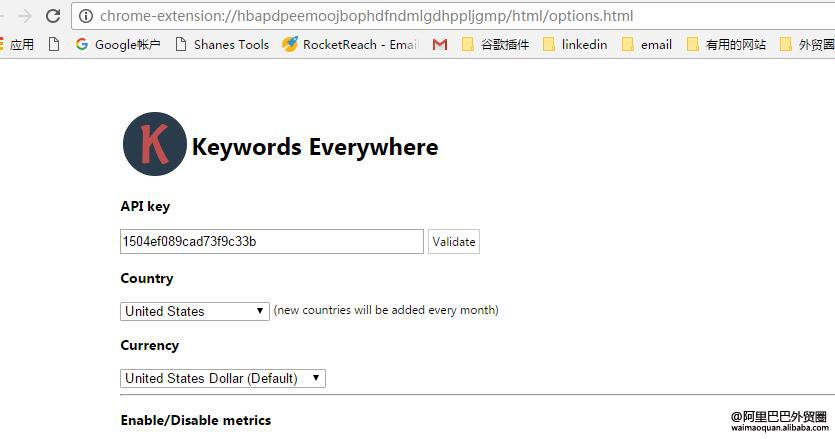 chrome-extension://hbapdpeemoojbophdfndmlgdhppljgmp/html/options.html
应用 Google帐户 Shanes Tools RocketReach - Email 谷歌插件 linkedin email 有用的网站 外贸圈
K Keywords Everywhere
API key
1504ef089cad73f9c33b Validate
Country
United States (new countries will be added every month)
Currency
United States Dollar (Default)
Enable/Disable metrics
@阿里巴巴外贸圈
waimaoquan.alibaba.com